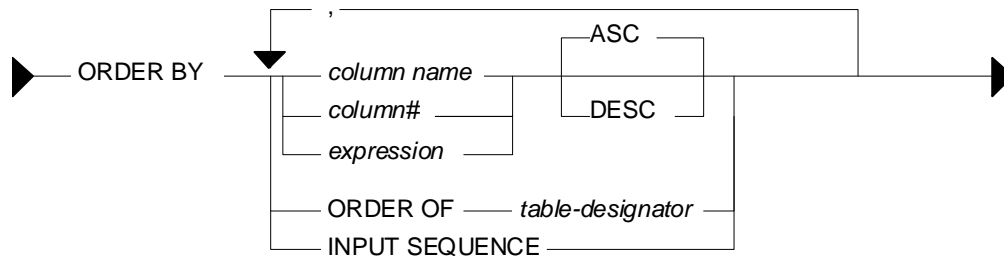 ,
ASC
ORDER BY column name
column# DESC
expression
ORDER OF table-designator
INPUT SEQUENCE